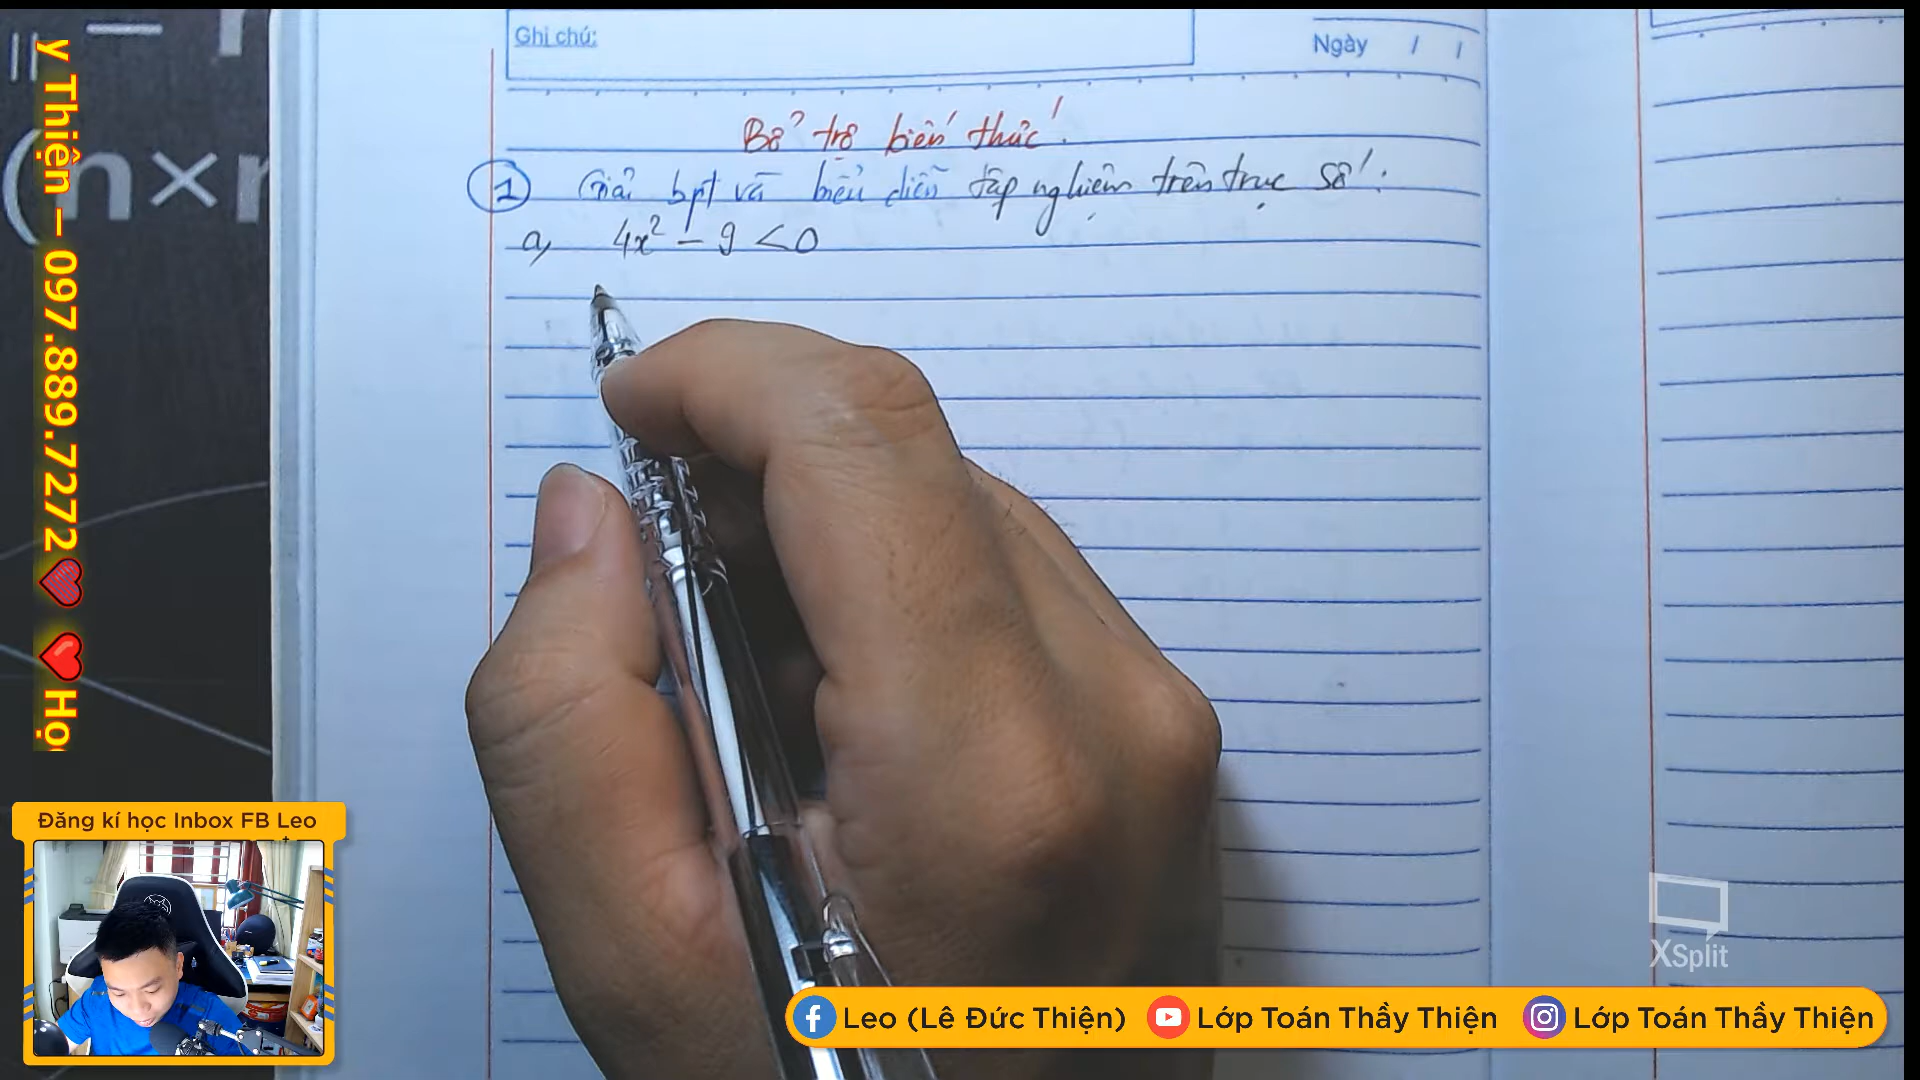 Ghi chú:
Ngày / /
Bổ trợ kiến thức.
1 Giải bpt và biểu diễn tập nghiệm trên trục số:
a, 4x² - 9 < 0
y Thiện – 097.889.7272 Họ
(n×n
Đăng kí học Inbox FB Leo
XSplit
Leo (Lê Đức Thiện) Lớp Toán Thầy Thiện Lớp Toán Thầy Thiện